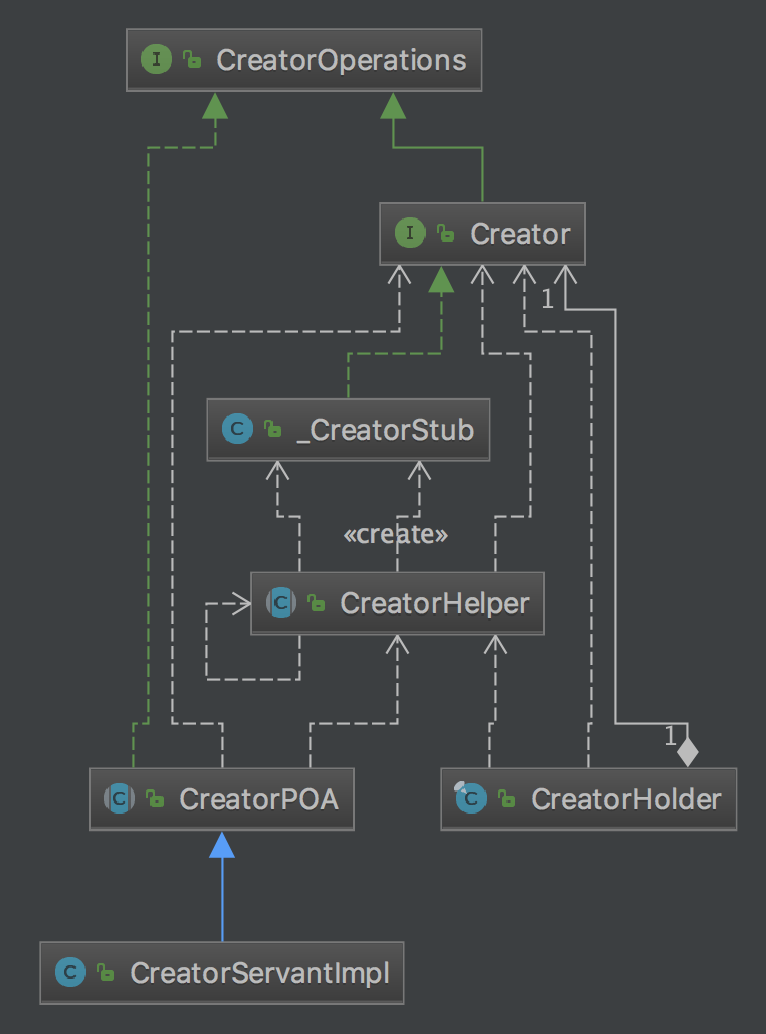 I CreatorOperations
I Creator
1
C _CreatorStub
«create»
C CreatorHelper
1
C CreatorPOA
C CreatorHolder
C CreatorServantImpl